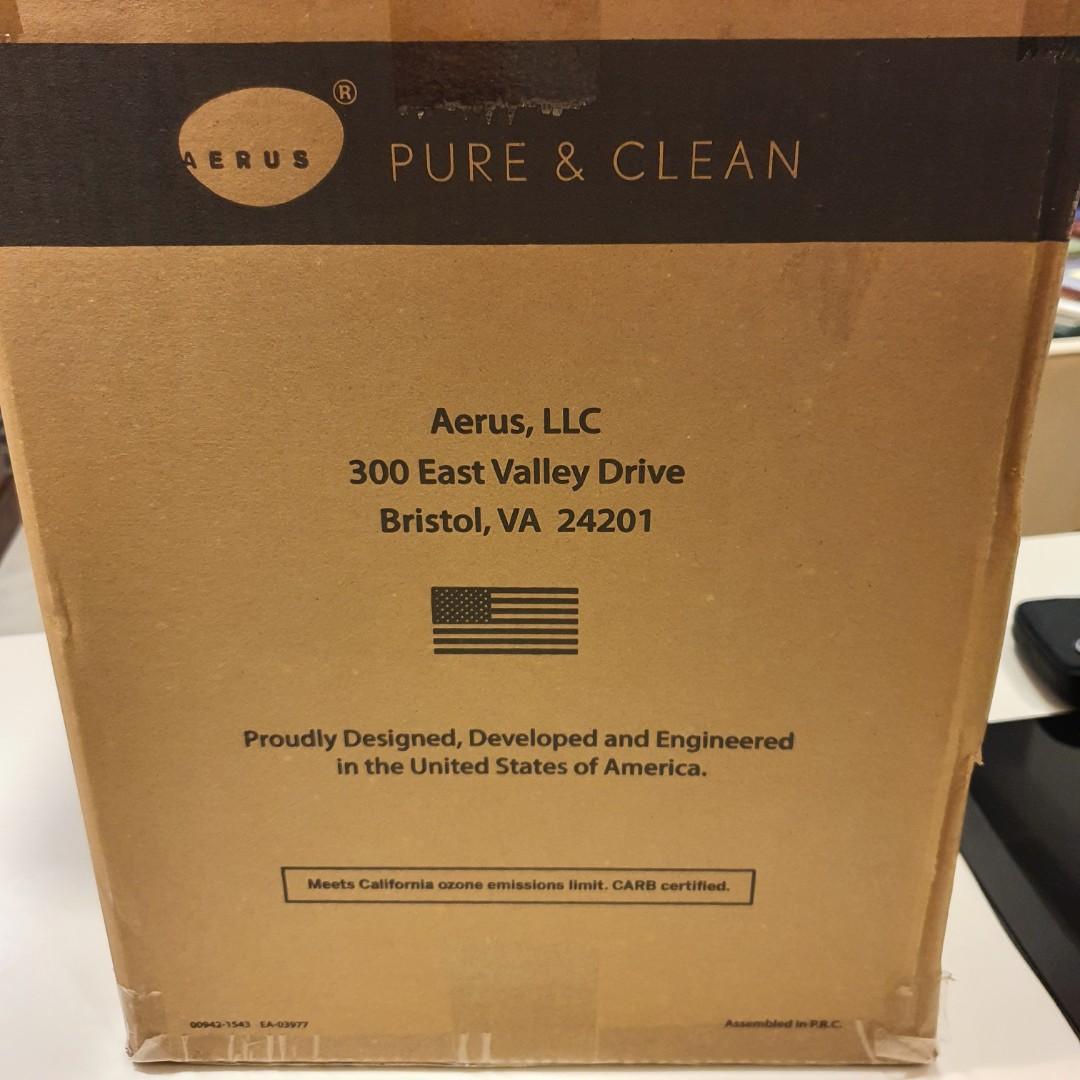 AERUS ® PURE & CLEAN
Aerus, LLC
300 East Valley Drive
Bristol, VA 24201
Proudly Designed, Developed and Engineered
in the United States of America.
Meets California ozone emissions limit. CARB certified.
00942-1543 EA-03977
Assembled in P.R.C.